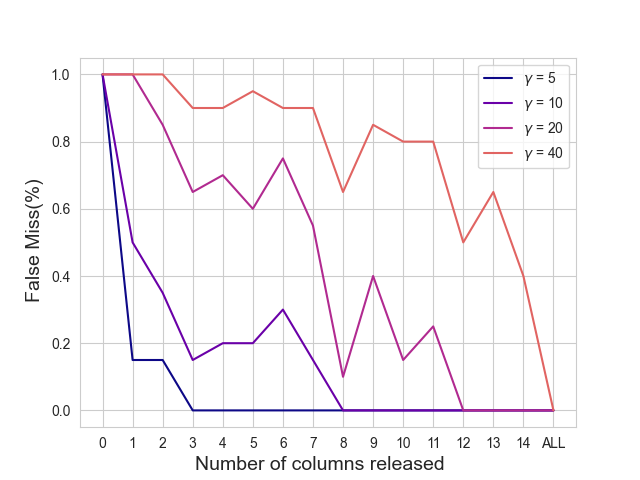 γ = 5
γ = 10
γ = 20
γ = 40
False Miss(%)
1.0
0.8
0.6
0.4
0.2
0.0
0 1 2 3 4 5 6 7 8 9 10 11 12 13 14 ALL
Number of columns released